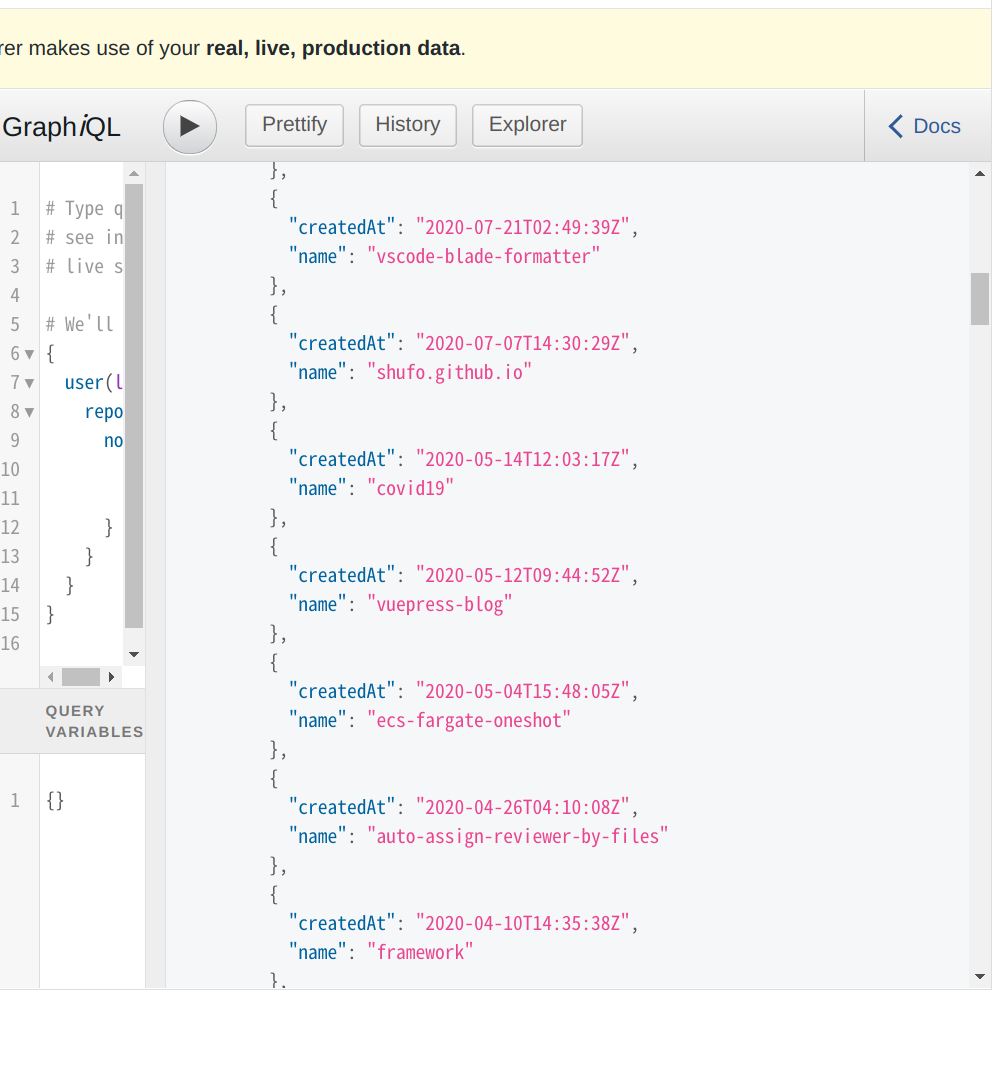 rer makes use of your real, live, production data.
GraphiQL
Prettify
History
Explorer
Docs
1 # Type q
2 # see in
3 # live s
4
5 # We'll
6 {
7 user(l
8 repo
9 no
10
11
12 }
13 }
14 }
15 }
16
QUERY
VARIABLES
1 {}
},
{
"createdAt": "2020-07-21T02:49:39Z",
"name": "vscode-blade-formatter"
},
{
"createdAt": "2020-07-07T14:30:29Z",
"name": "shufo.github.io"
},
{
"createdAt": "2020-05-14T12:03:17Z",
"name": "covid19"
},
{
"createdAt": "2020-05-12T09:44:52Z",
"name": "vuepress-blog"
},
{
"createdAt": "2020-05-04T15:48:05Z",
"name": "ecs-fargate-oneshot"
},
{
"createdAt": "2020-04-26T04:10:08Z",
"name": "auto-assign-reviewer-by-files"
},
{
"createdAt": "2020-04-10T14:35:38Z",
"name": "framework"
},